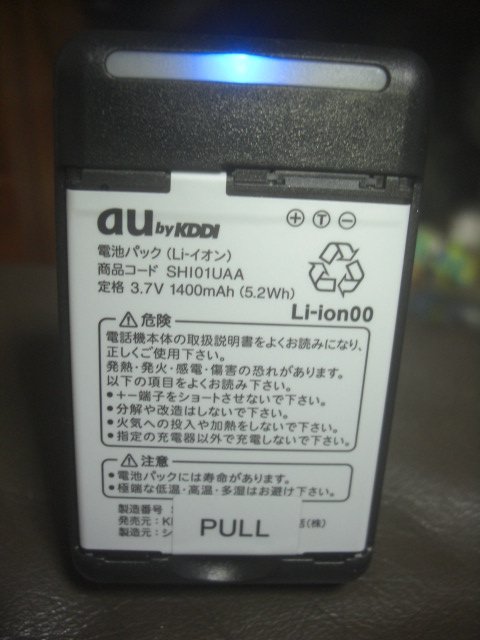 au by KDDI
+ T −
電池パック (Li-イオン)
商品コード SHI01UAA
定格 3.7V 1400mAh (5.2Wh)
Li-ion00
⚠危険
電話機本体の取扱説明書をよくお読みになり、
正しくご使用下さい。
発熱・発火・感電・傷害の恐れがあります。
以下の項目をよくお読み下さい。
•+−端子をショートさせないで下さい。
•分解や改造はしないで下さい。
•火気への投入や加熱をしないで下さい。
•指定の充電器以外で充電しないで下さい。
⚠注意
•電池パックには寿命があります。
•極端な低温・高温・多湿はお避け下さい。
製造番号
発売元:K
(株)
製造元:シ
PULL